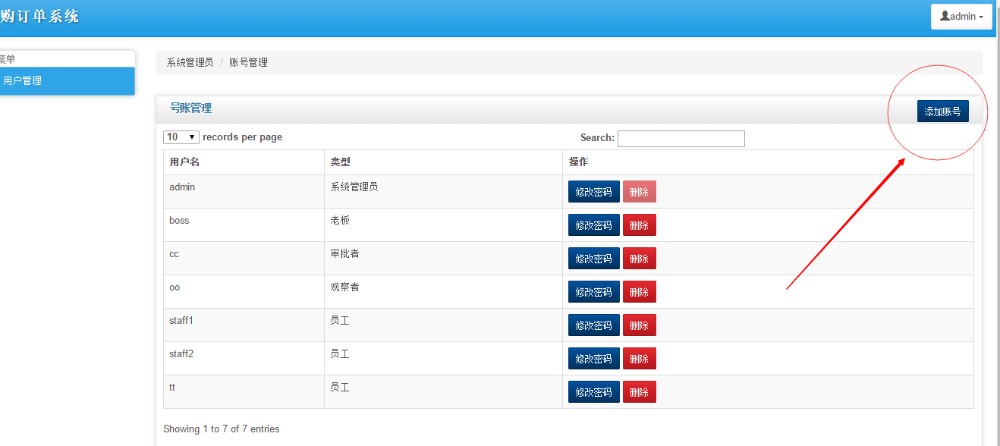 购订单系统
admin
菜单
用户管理
系统管理员 / 账号管理
号账管理
添加账号
10 records per page
Search:
用户名 类型 操作
admin 系统管理员 修改密码 删除
boss 老板 修改密码 删除
cc 审批者 修改密码 删除
oo 观察者 修改密码 删除
staff1 员工 修改密码 删除
staff2 员工 修改密码 删除
tt 员工 修改密码 删除
Showing 1 to 7 of 7 entries